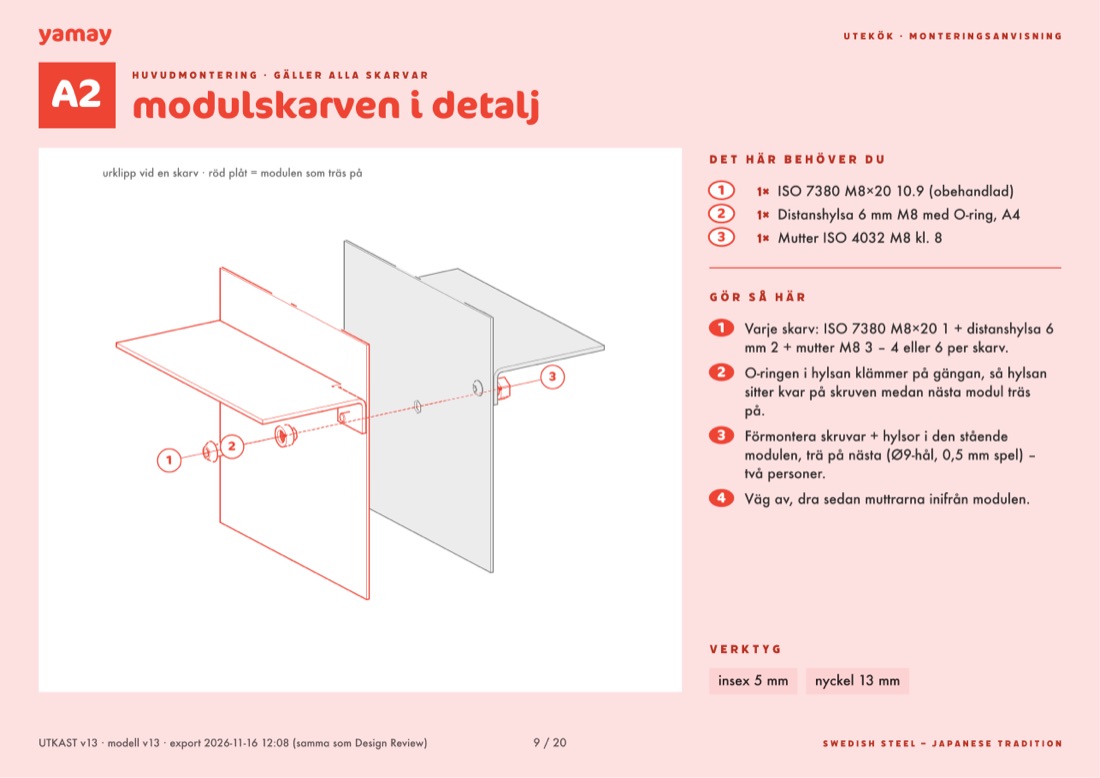 yamay
UTEKÖK · MONTERINGSANVISNING
A2
HUVUDMONTERING · GÄLLER ALLA SKARVAR
modulskarven i detalj
urklipp vid en skarv · röd plåt = modulen som träs på
1
2
3
DET HÄR BEHÖVER DU
1 1× ISO 7380 M8×20 10.9 (obehandlad)
2 1× Distanshylsa 6 mm M8 med O-ring, A4
3 1× Mutter ISO 4032 M8 kl. 8
GÖR SÅ HÄR
1 Varje skarv: ISO 7380 M8×20 1 + distanshylsa 6
mm 2 + mutter M8 3 – 4 eller 6 per skarv.
2 O-ringen i hylsan klämmer på gängan, så hylsan
sitter kvar på skruven medan nästa modul träs
på.
3 Förmontera skruvar + hylsor i den stående
modulen, trä på nästa (Ø9-hål, 0,5 mm spel) –
två personer.
4 Väg av, dra sedan muttrarna inifrån modulen.
VERKTYG
insex 5 mm nyckel 13 mm
UTKAST v13 · modell v13 · export 2026-11-16 12:08 (samma som Design Review)
9 / 20
SWEDISH STEEL – JAPANESE TRADITION